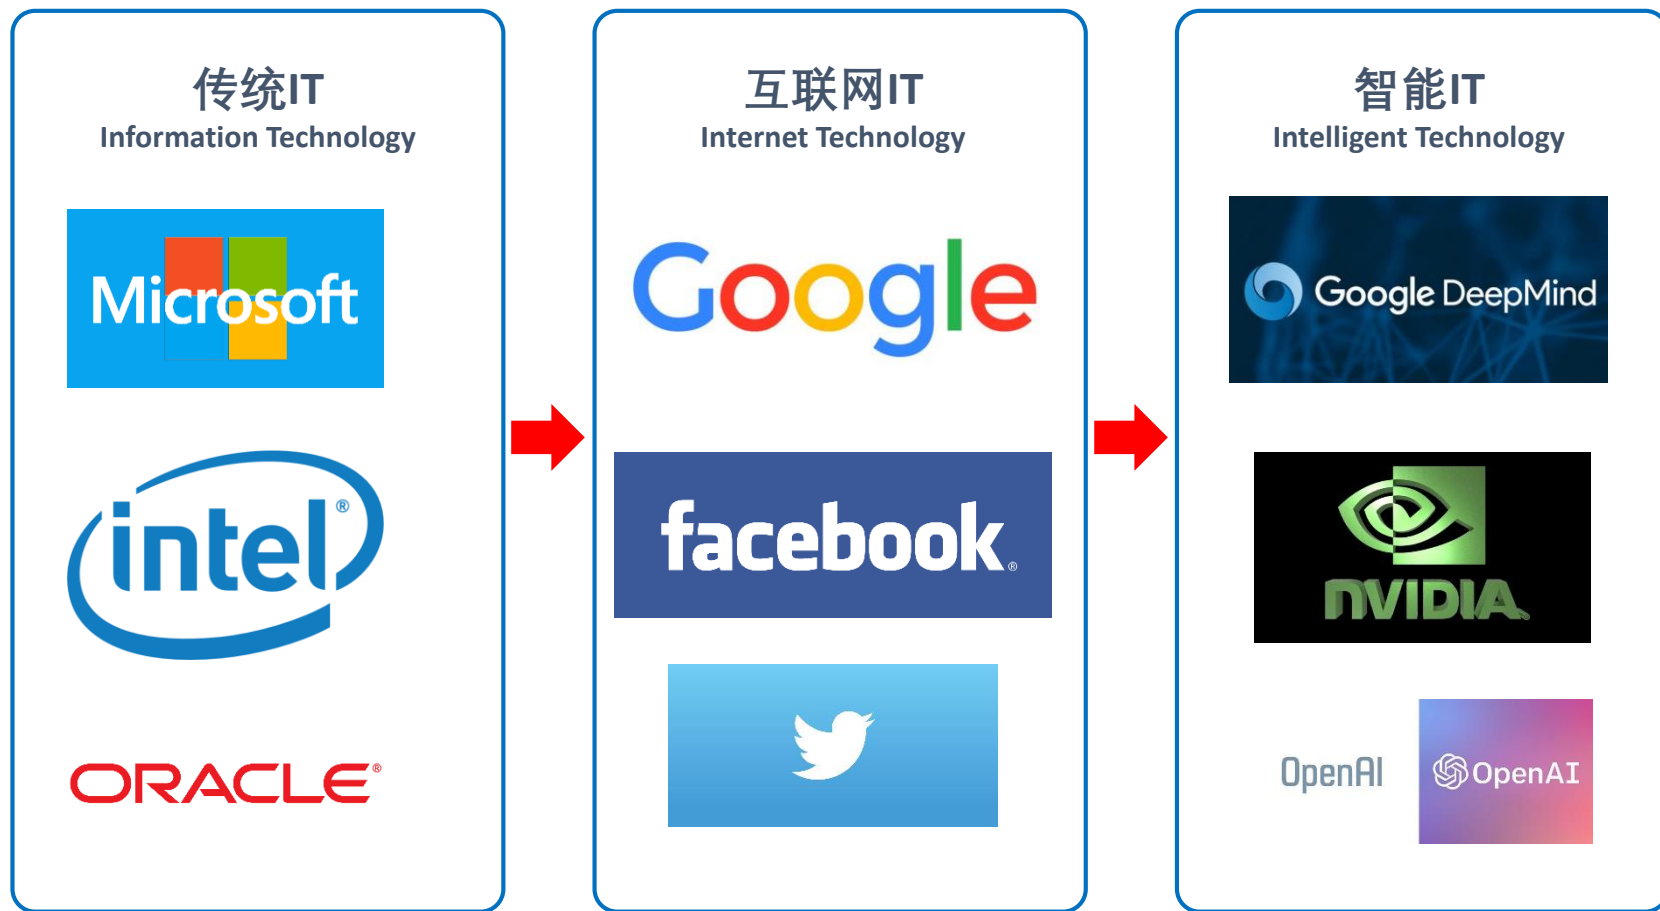 传统IT
Information Technology
Microsoft
intel®
ORACLE®
互联网IT
Internet Technology
Google
facebook®
智能IT
Intelligent Technology
Google DeepMind
NVIDIA®
OpenAI
OpenAI